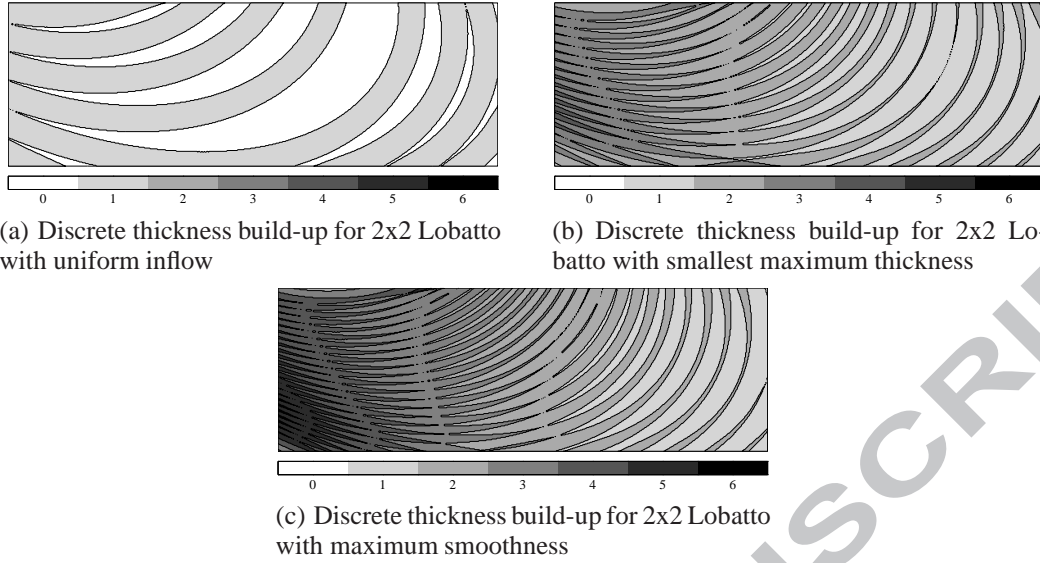 0 1 2 3 4 5 6
0 1 2 3 4 5 6
(a) Discrete thickness build-up for 2x2 Lobatto
with uniform inflow
(b) Discrete thickness build-up for 2x2 Lo-
batto with smallest maximum thickness
0 1 2 3 4 5 6
(c) Discrete thickness build-up for 2x2 Lobatto
with maximum smoothness
SCRI